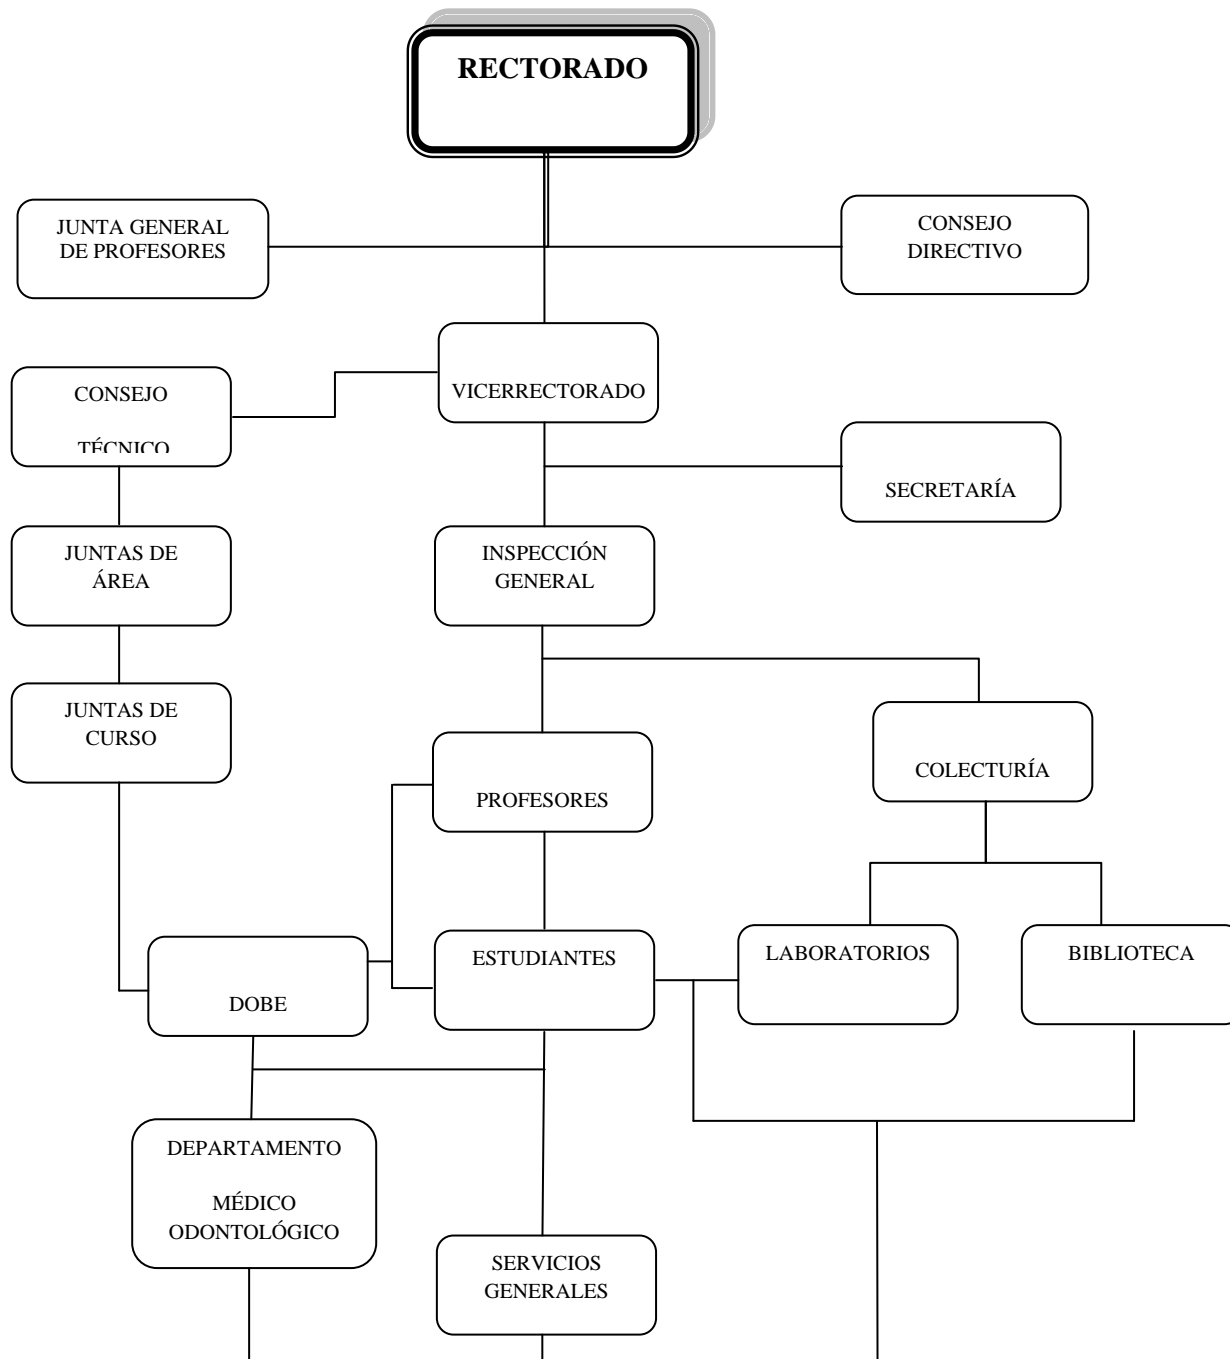 RECTORADO
JUNTA GENERAL
DE PROFESORES
CONSEJO
DIRECTIVO
VICERRECTORADO
CONSEJO
TÉCNICO
SECRETARÍA
JUNTAS DE
ÁREA
INSPECCIÓN
GENERAL
JUNTAS DE
CURSO
PROFESORES
COLECTURÍA
DOBE
ESTUDIANTES
LABORATORIOS
BIBLIOTECA
DEPARTAMENTO
MÉDICO
ODONTOLÓGICO
SERVICIOS
GENERALES